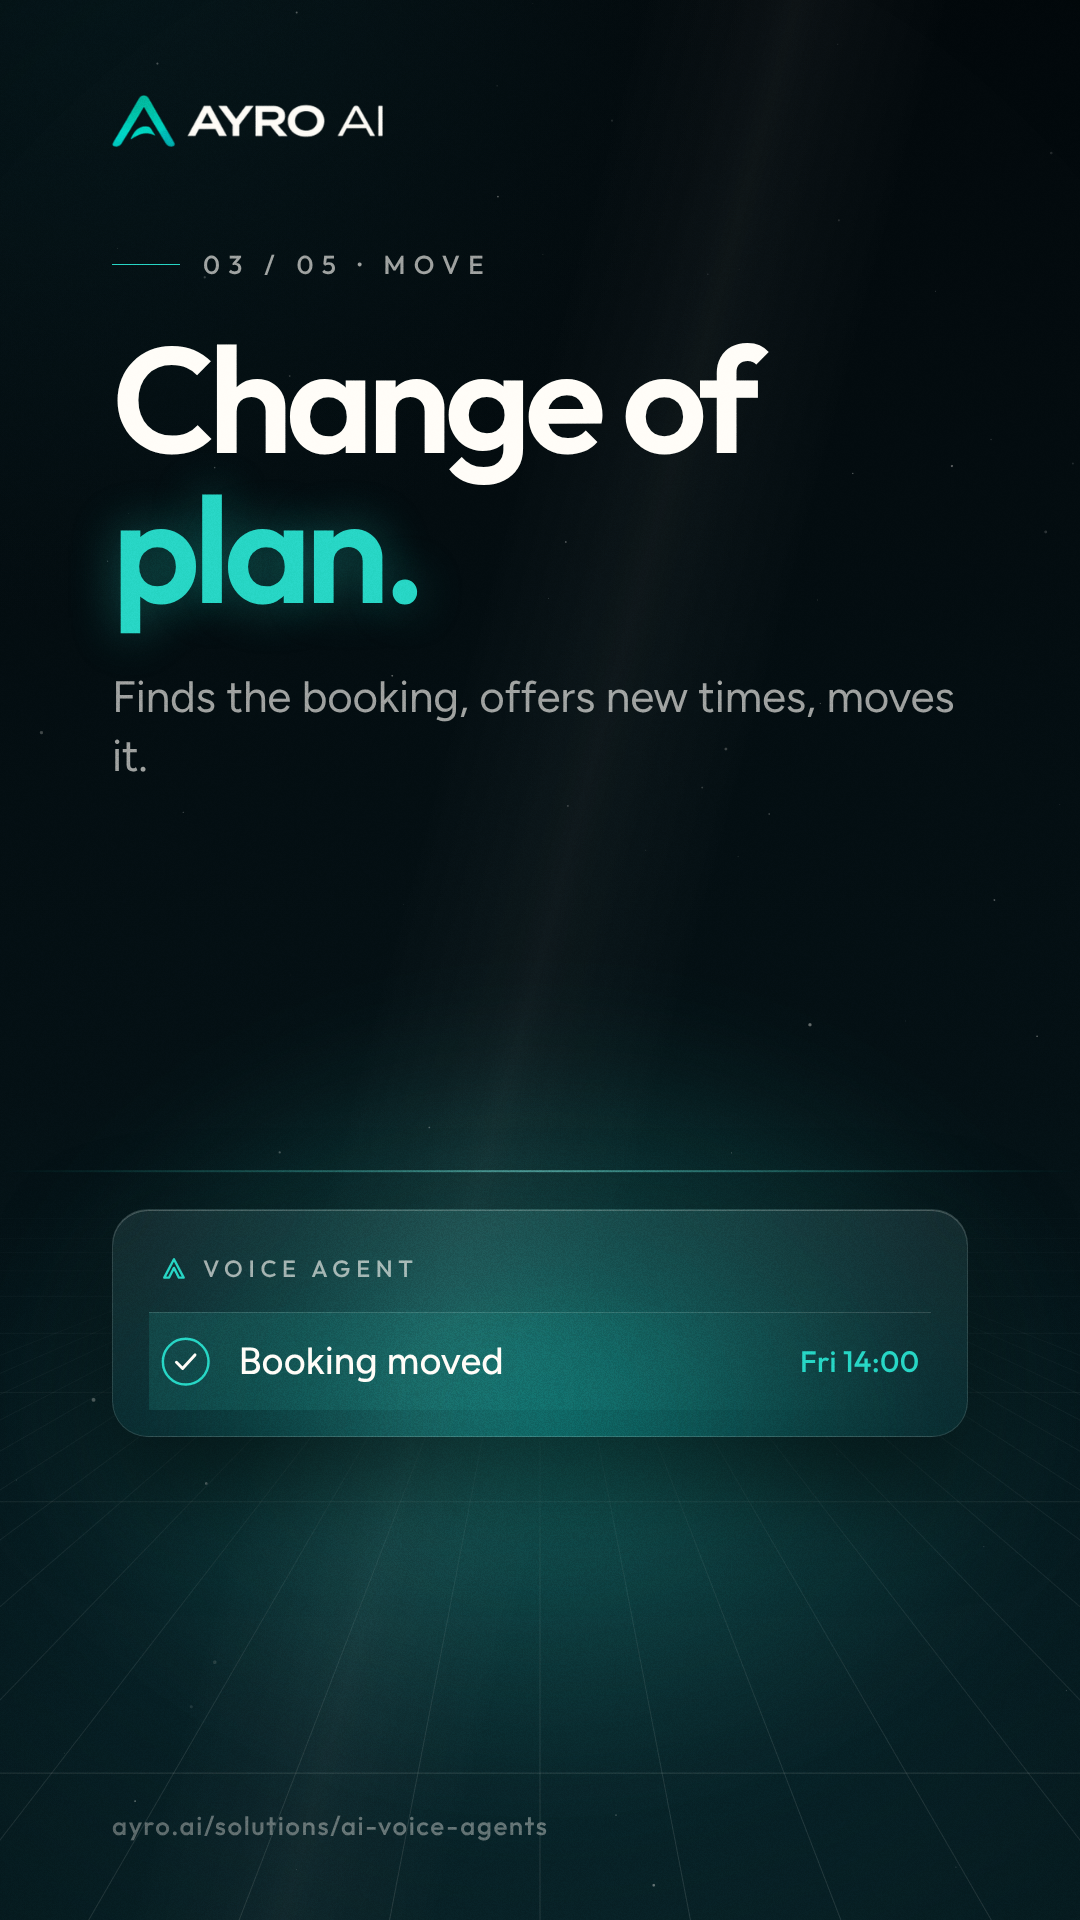 AYRO AI
03 / 05 · MOVE
Change of
plan.
Finds the booking, offers new times, moves
it.
VOICE AGENT
Booking moved
Fri 14:00
ayro.ai/solutions/ai-voice-agents